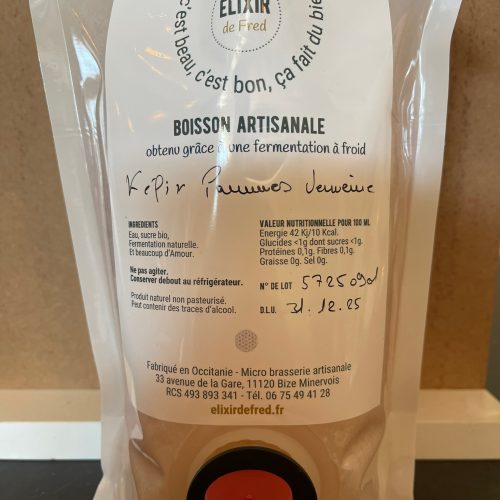 ELIXIR
de Fred
c'est beau, c'est bon, ça fait du bie
BOISSON ARTISANALE
obtenu grâce à une fermentation à froid
Kéfir Pommes Verveine
INGREDIENTS
Eau, sucre bio,
Fermentation naturelle.
Et beaucoup d'Amour.
Ne pas agiter.
Conserver debout au réfrigérateur.
Produit naturel non pasteurisé.
Peut contenir des traces d'alcool.
VALEUR NUTRITIONNELLE POUR 100 ML
Energie 42 Kj/10 Kcal.
Glucides <1g dont sucres <1g.
Protéines 0,1g. Fibres 0,1g.
Graisse 0g. Sel 0g.
N° DE LOT
D.L.U. 31.12.25
Fabriqué en Occitanie - Micro brasserie artisanale
33 avenue de la Gare, 11120 Bize Minervois
RCS 493 893 341 - Tél. 06 75 49 41 28
elixirdefred.fr